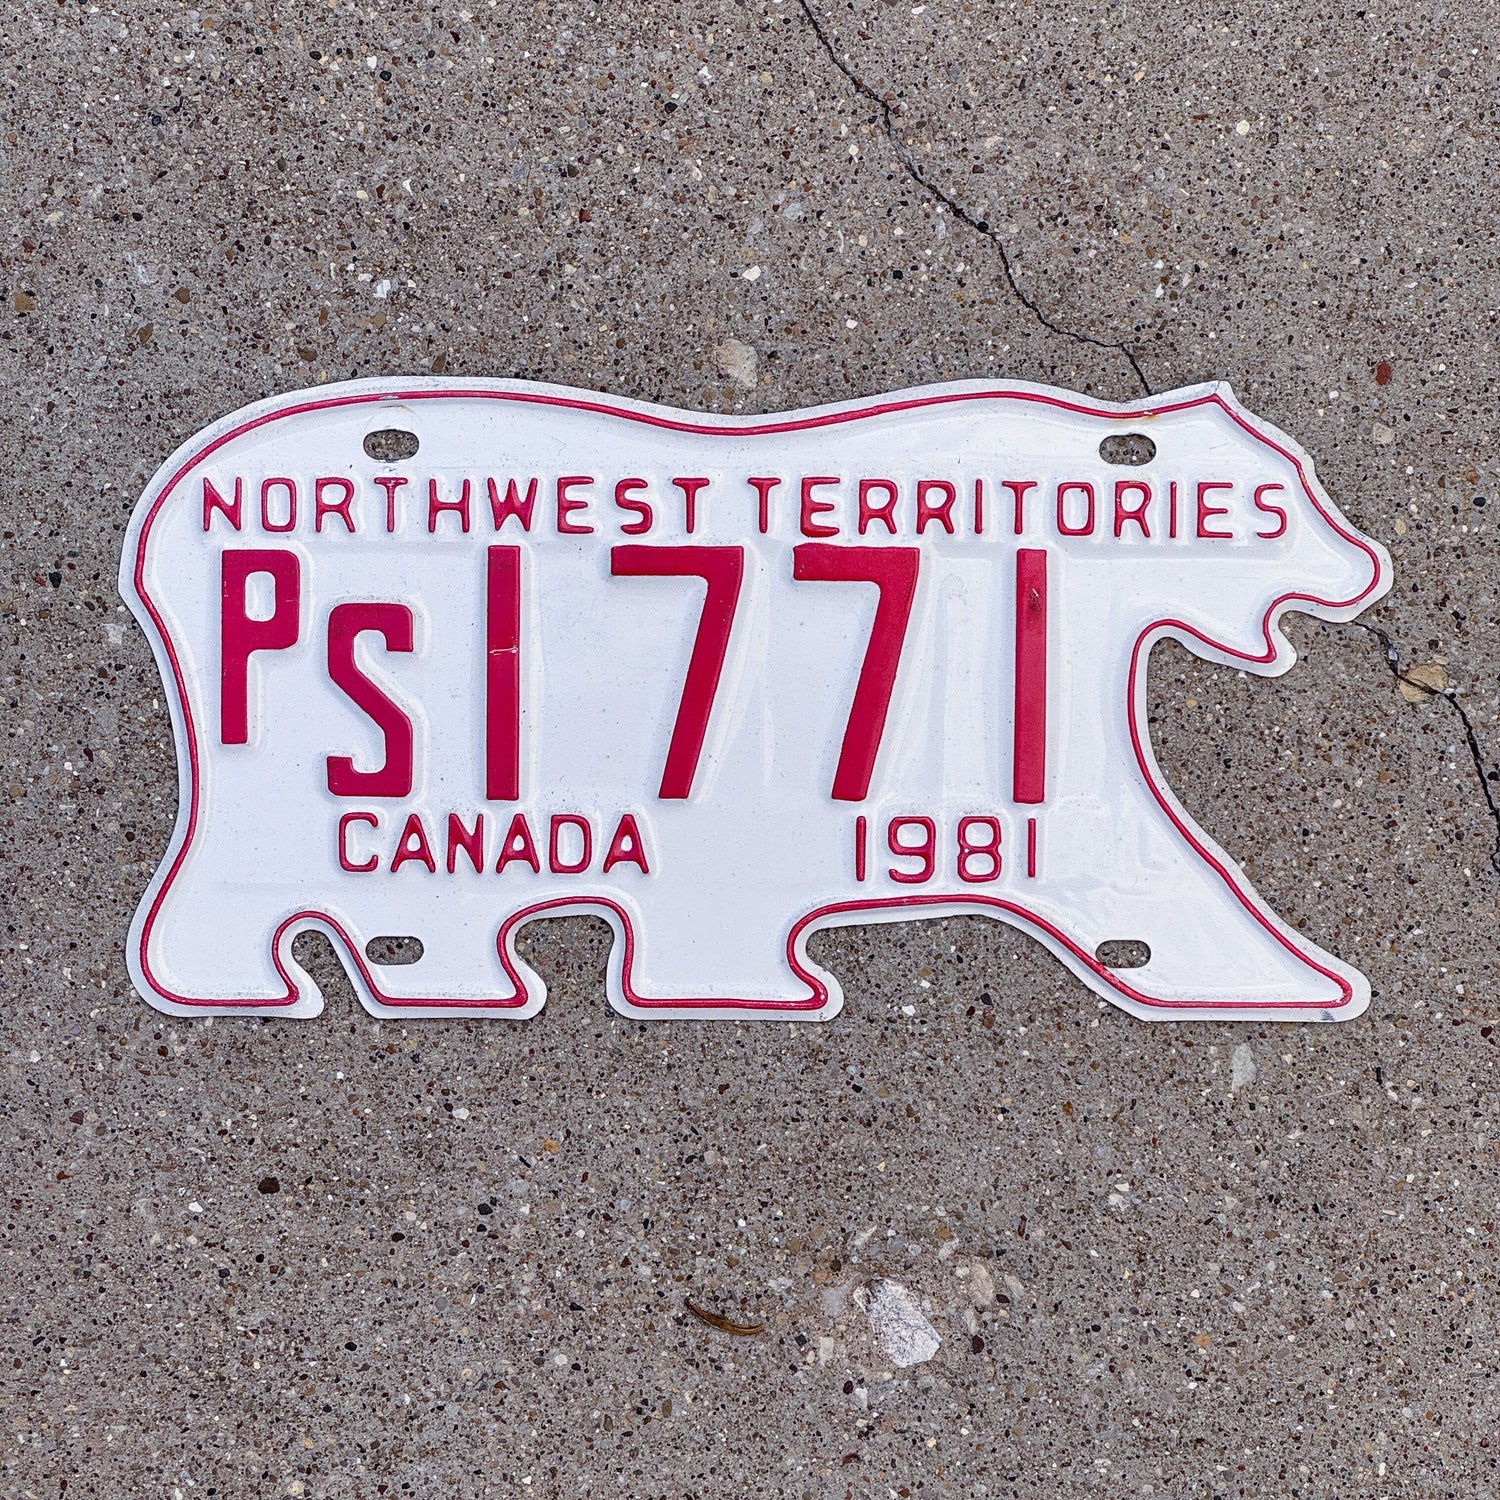 NORTHWEST TERRITORIES
PS1771
CANADA 1981